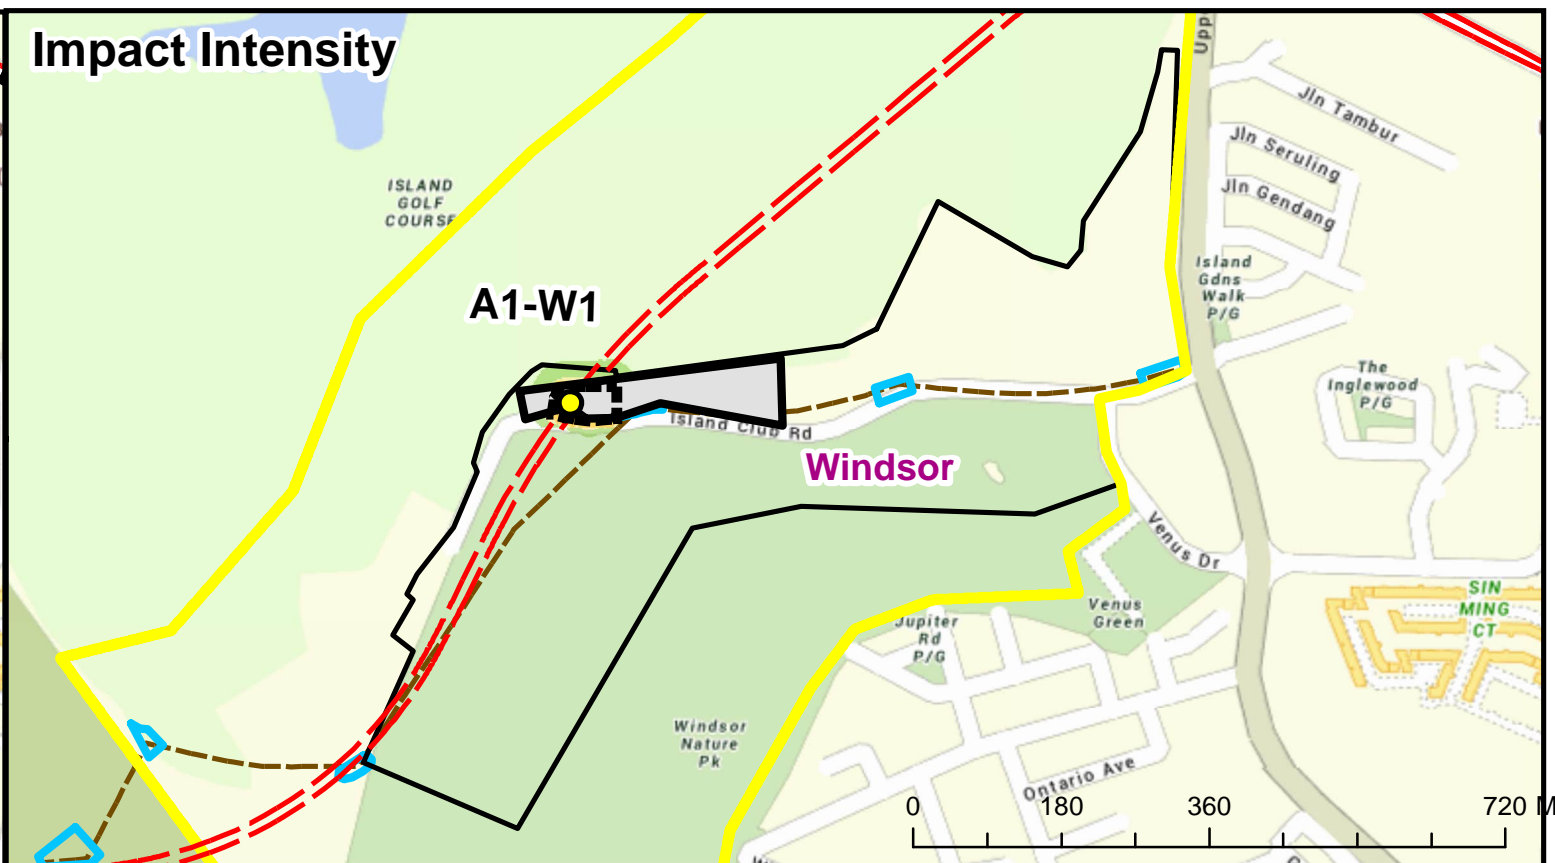 Impact Intensity
Upp
Jln Tambur
Jln Seruling
Jln Gendang
ISLAND
GOLF
COURSE
Island
Gdns
Walk
P/G
A1-W1
The
Inglewood
P/G
Island Club Rd
Windsor
Venus Dr
SIN
MING
CT
Venus
Green
Jupiter
Rd
P/G
Windsor
Nature
Pk
Ontario Ave
0 180 360 720 M